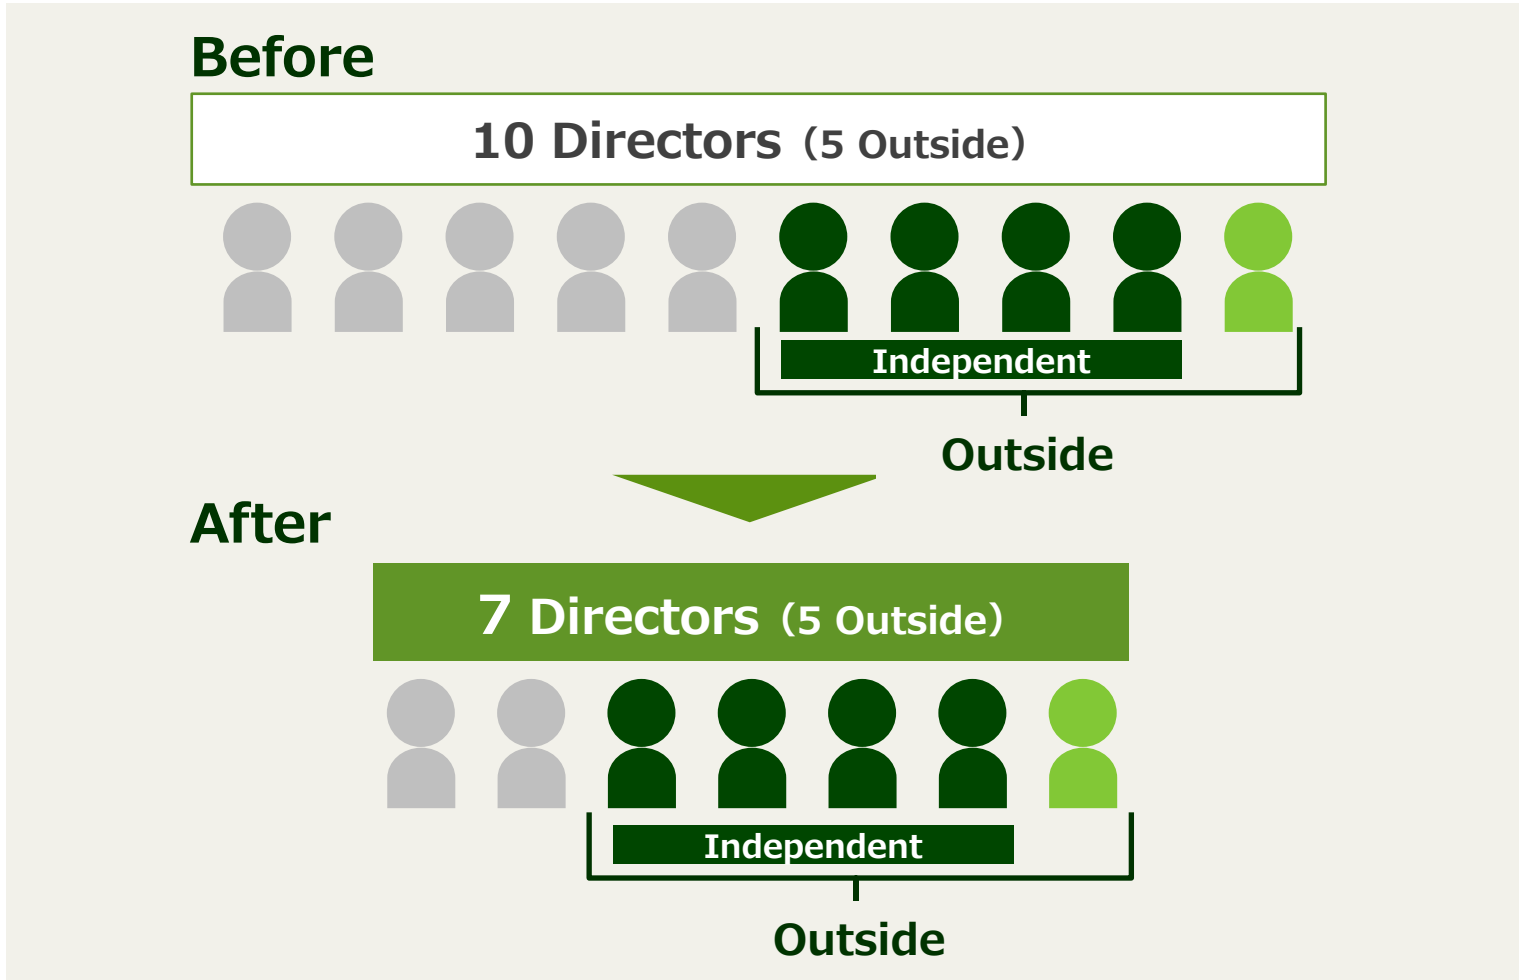 Before
10 Directors（5 Outside）
Independent
Outside
After
7 Directors（5 Outside）
Independent
Outside